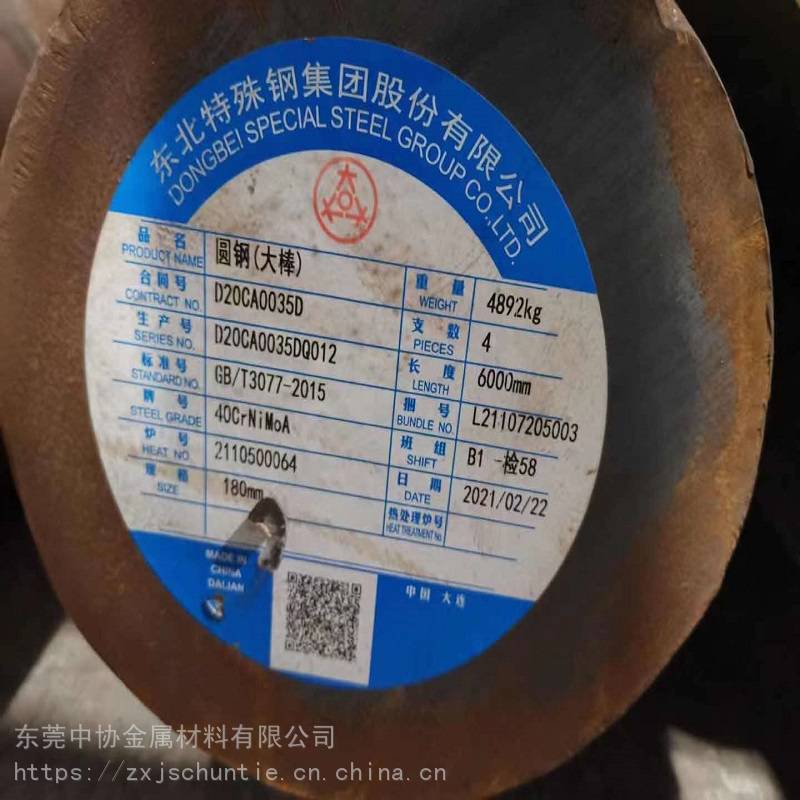 东北特殊钢集团股份有限公司
DONGBEI SPECIAL STEEL GROUP CO.,LTD.
大
大 大
品名 圆钢(大棒) 重量 4892kg
PRODUCT NAME WEIGHT
合同号 D20CA0035D 支数 4
CONTRACT NO. PIECES
生产号 D20CA0035DQ012 长度 6000mm
SERIES NO. LENGTH
标准号 GB/T3077-2015 捆号 L21107205003
STANDARD NO. BUNDLE NO.
牌号 40CrNiMoA 班组 B1 -检58
STEEL GRADE SHIFT
炉号 2110500064 日期 2021/02/22
HEAT NO. DATE
规格 180mm 热处理炉号
SIZE HEAT TREATMENT No.
MADE IN
CHINA
DALIAN
中国 大连
东莞中协金属材料有限公司
https://zxjschuntie.cn.china.cn